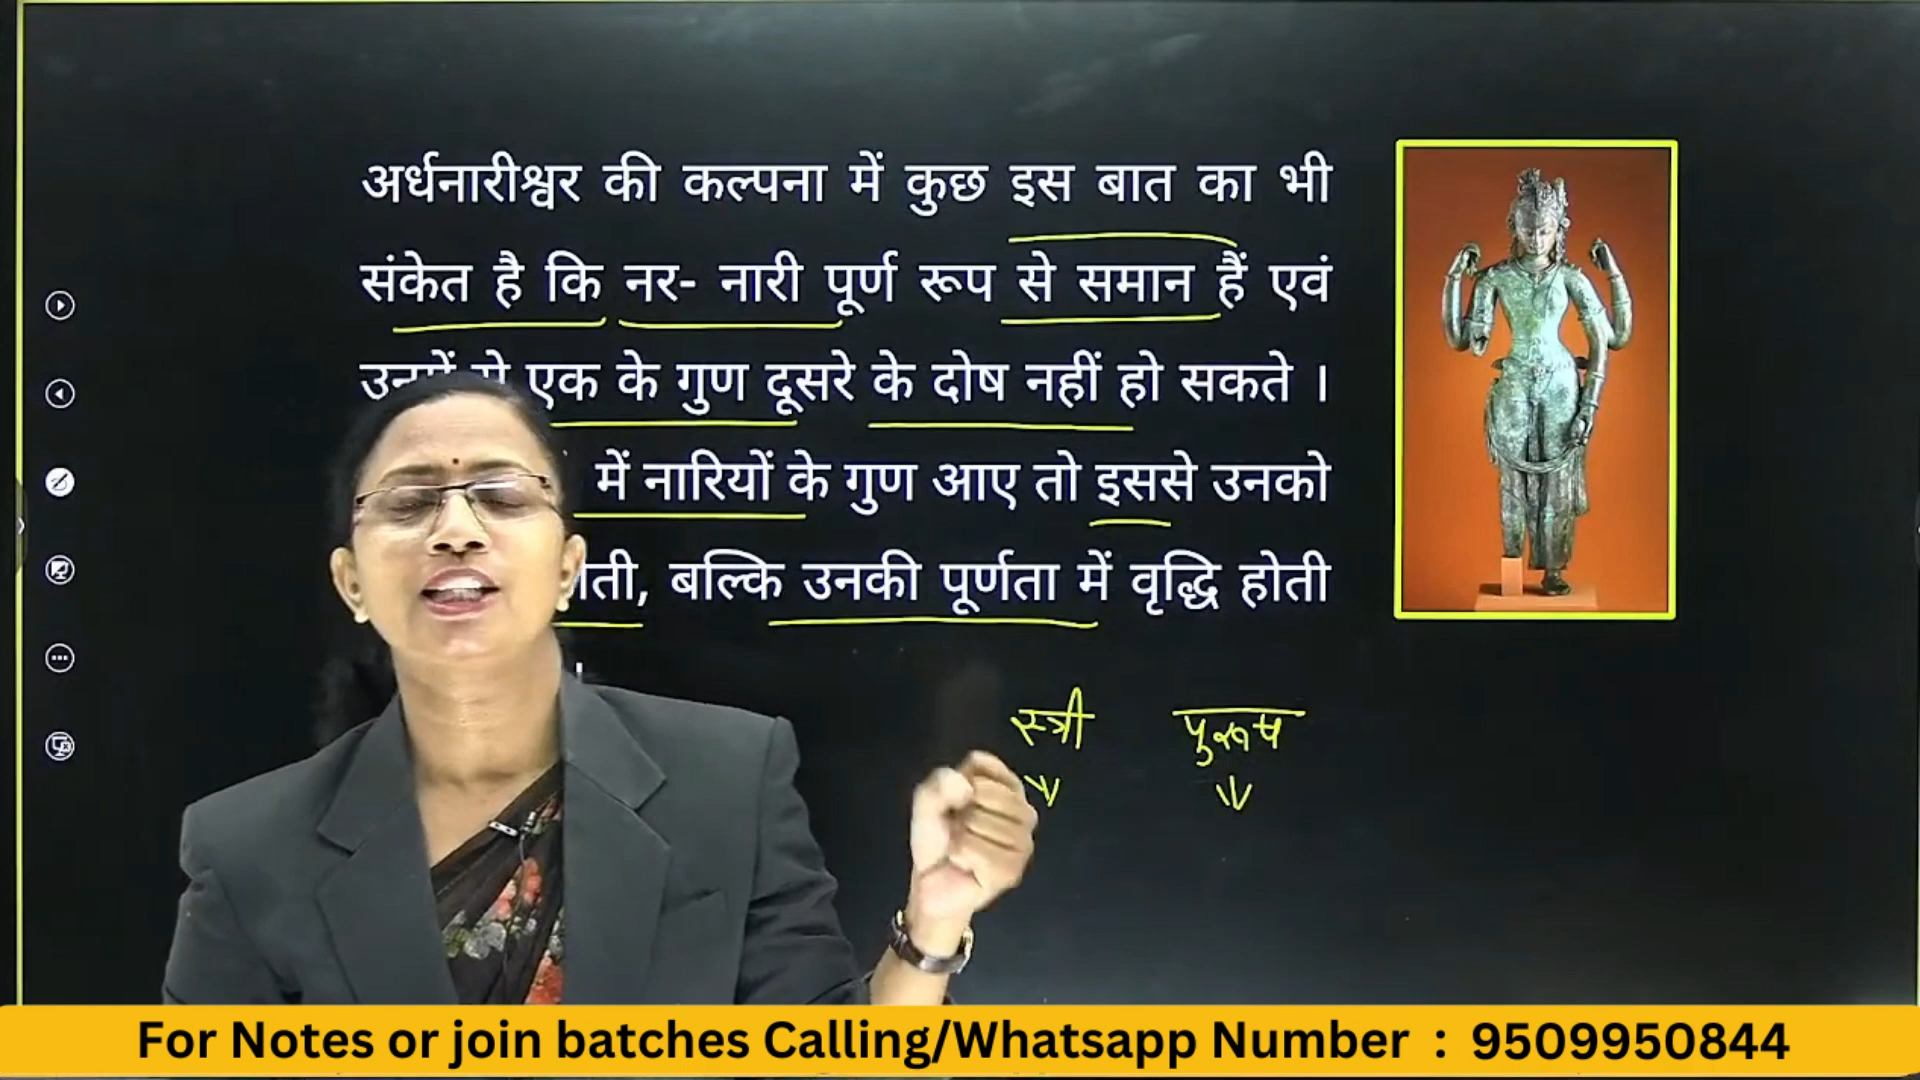 अर्धनारीश्वर की कल्पना में कुछ इस बात का भी
संकेत है कि नर- नारी पूर्ण रूप से समान हैं एवं
एक के गुण दूसरे के दोष नहीं हो सकते ।
में नारियों के गुण आए तो इससे उनको
बल्कि उनकी पूर्णता में वृद्धि होती
स्त्री पुरूष
For Notes or join batches Calling/Whatsapp Number : 9509950844